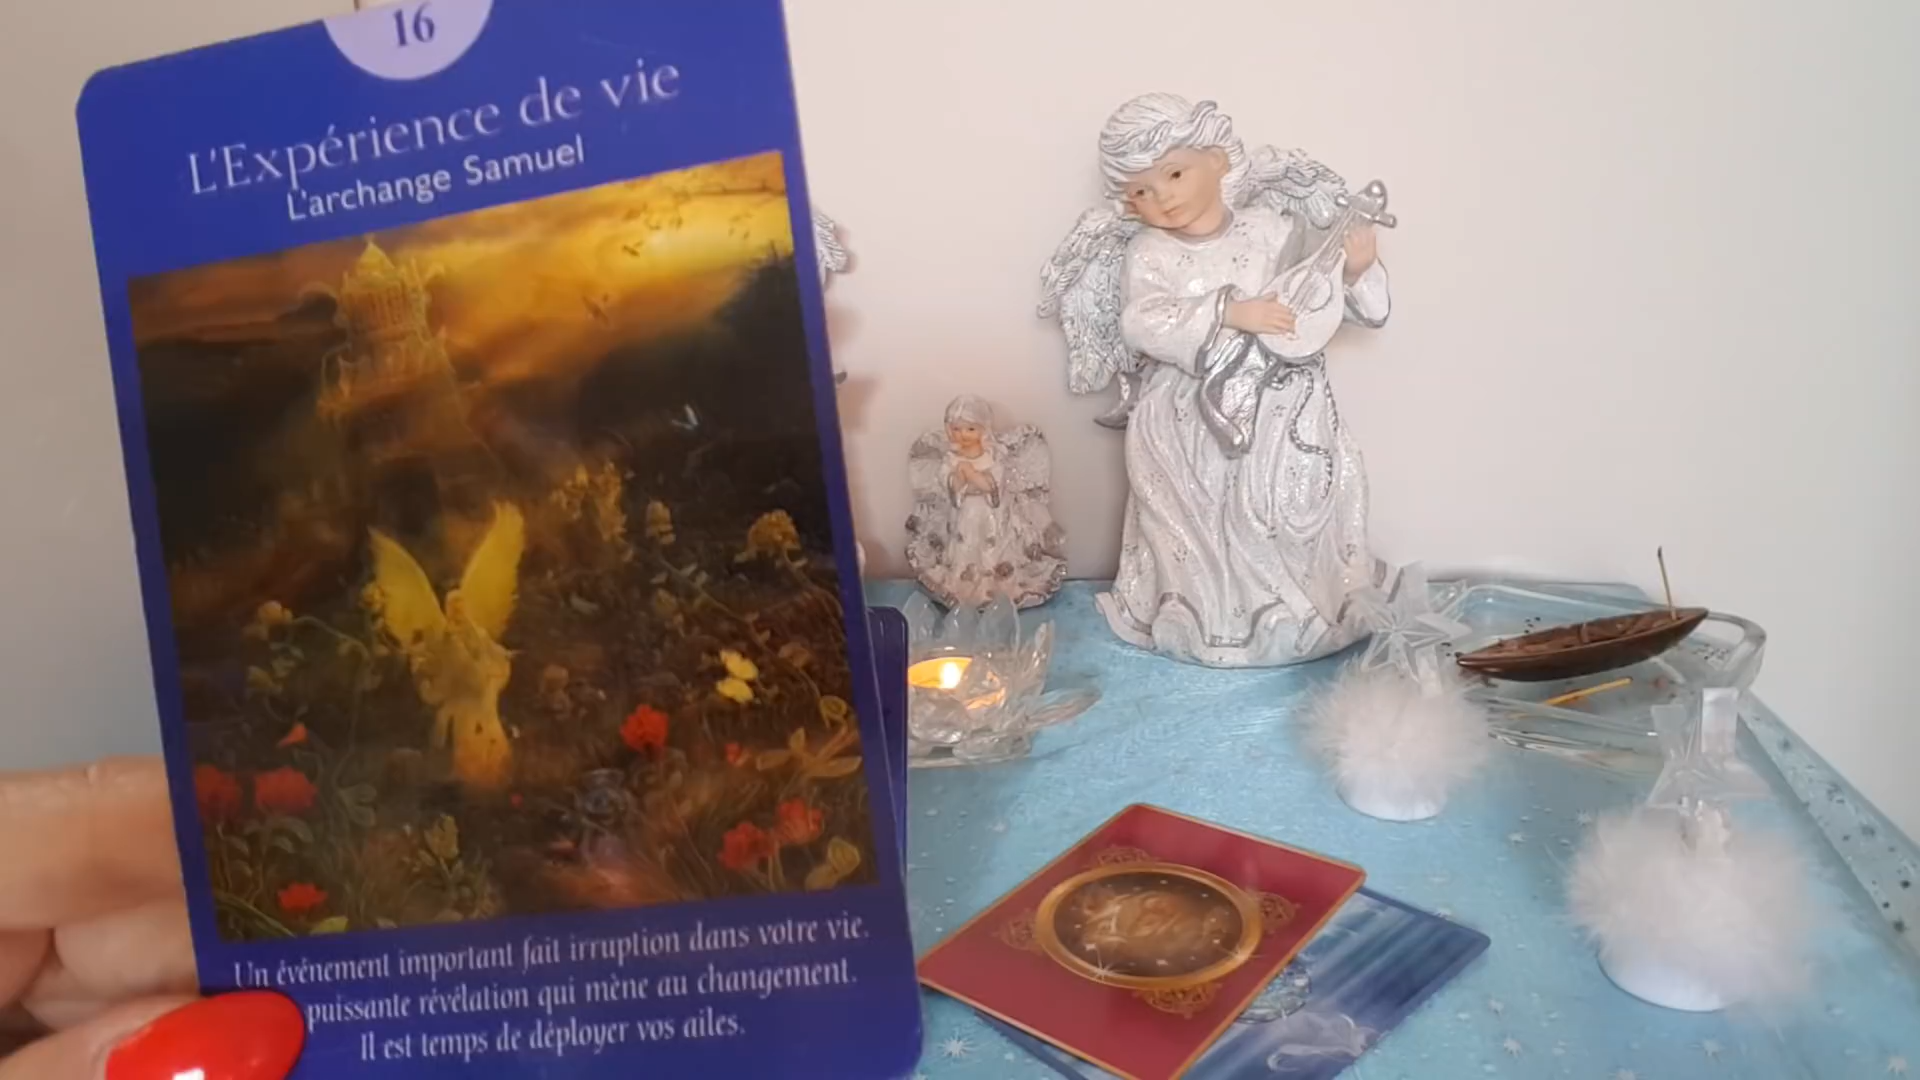 16
L'Expérience de vie
L'archange Samuel
Un événement important fait irruption dans votre vie.
puissante révélation qui mène au changement.
Il est temps de déployer vos ailes.